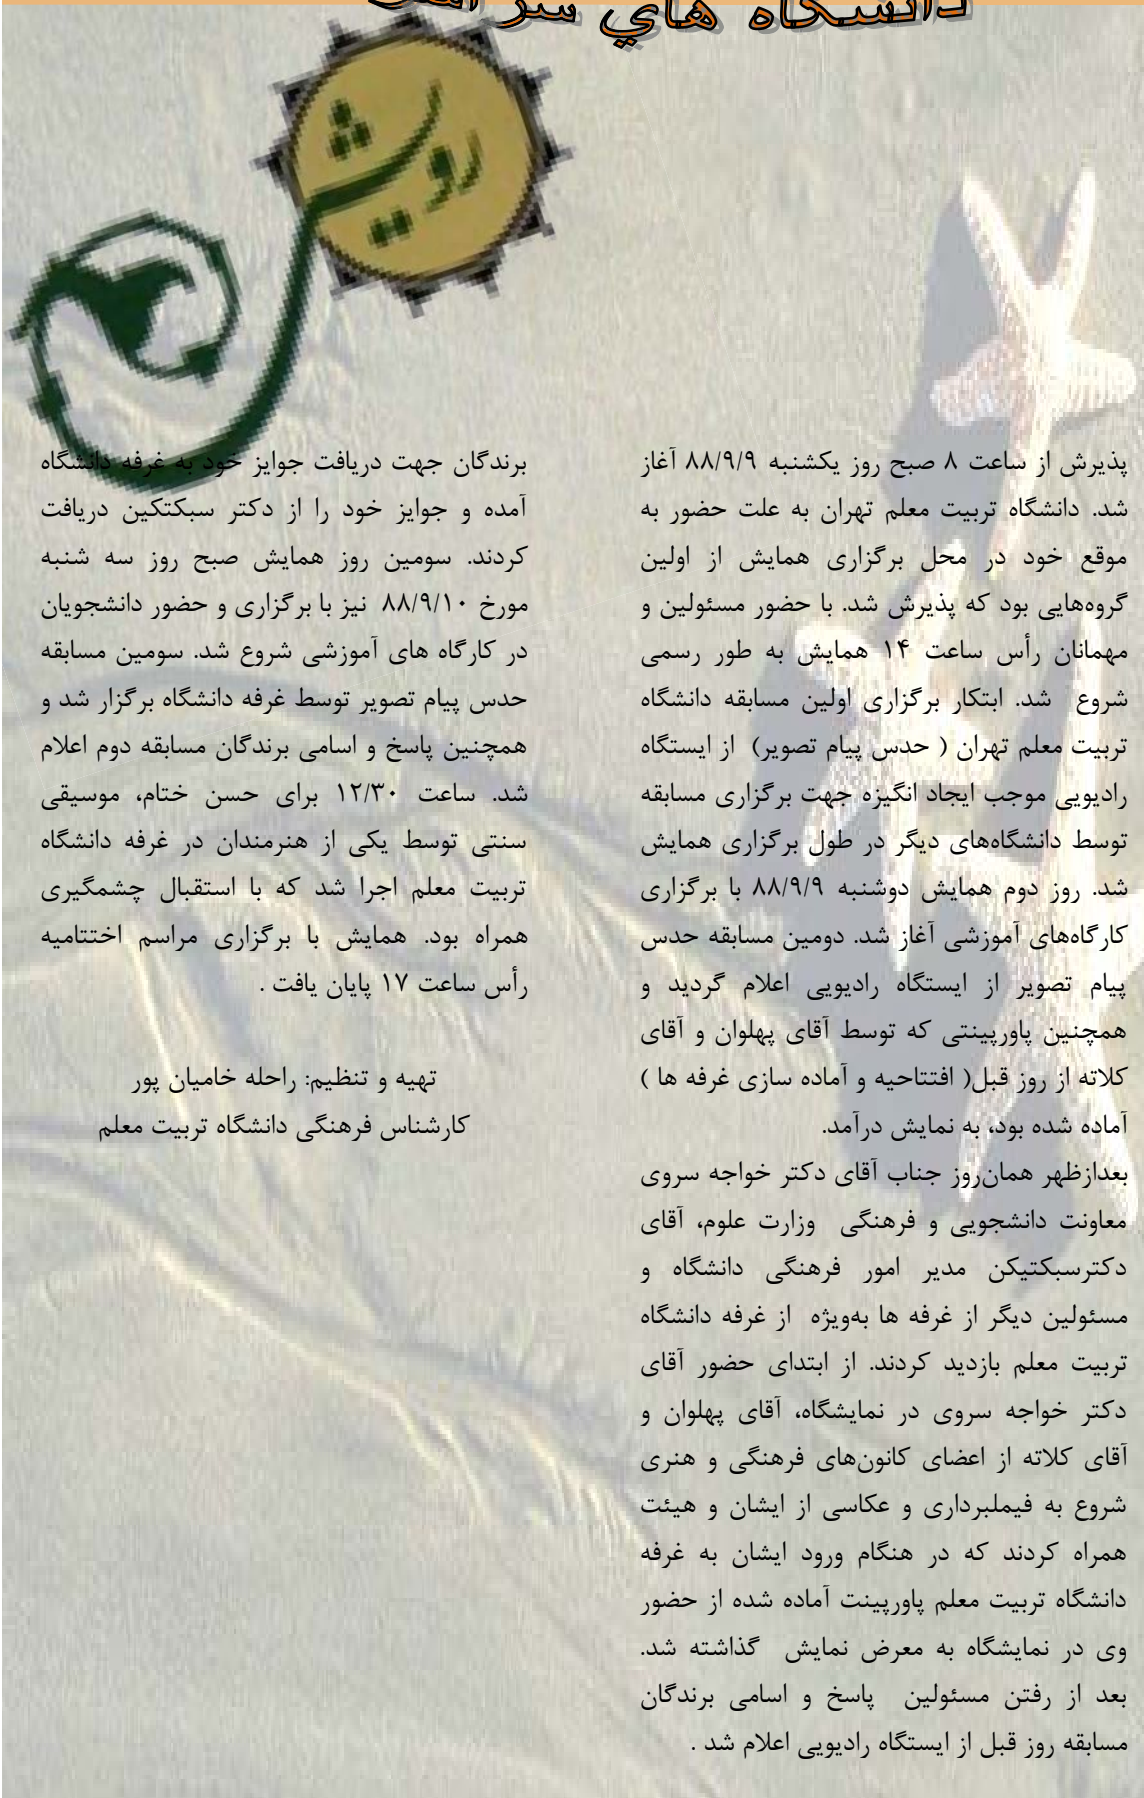 دانشگاه هاي سراسر
رویش
پذیرش از ساعت ۸ صبح روز یکشنبه ۸۸/۹/۹ آغاز
شد. دانشگاه تربیت معلم تهران به علت حضور به
موقع خود در محل برگزاری همایش از اولین
گروه‌هایی بود که پذیرش شد. با حضور مسئولین و
مهمانان رأس ساعت ۱۴ همایش به طور رسمی
شروع شد. ابتکار برگزاری اولین مسابقه دانشگاه
تربیت معلم تهران ( حدس پیام تصویر) از ایستگاه
رادیویی موجب ایجاد انگیزه جهت برگزاری مسابقه
توسط دانشگاه‌های دیگر در طول برگزاری همایش
شد. روز دوم همایش دوشنبه ۸۸/۹/۹ با برگزاری
کارگاه‌های آموزشی آغاز شد. دومین مسابقه حدس
پیام تصویر از ایستگاه رادیویی اعلام گردید و
همچنین پاورپینتی که توسط آقای پهلوان و آقای
کلاته از روز قبل( افتتاحیه و آماده سازی غرفه ها )
آماده شده بود، به نمایش درآمد.
بعدازظهر همان‌روز جناب آقای دکتر خواجه سروی
معاونت دانشجویی و فرهنگی وزارت علوم، آقای
دکترسبکتیکن مدیر امور فرهنگی دانشگاه و
مسئولین دیگر از غرفه ها به‌ویژه از غرفه دانشگاه
تربیت معلم بازدید کردند. از ابتدای حضور آقای
دکتر خواجه سروی در نمایشگاه، آقای پهلوان و
آقای کلاته از اعضای کانون‌های فرهنگی و هنری
شروع به فیملبرداری و عکاسی از ایشان و هیئت
همراه کردند که در هنگام ورود ایشان به غرفه
دانشگاه تربیت معلم پاورپینت آماده شده از حضور
وی در نمایشگاه به معرض نمایش گذاشته شد.
بعد از رفتن مسئولین پاسخ و اسامی برندگان
مسابقه روز قبل از ایستگاه رادیویی اعلام شد .
برندگان جهت دریافت جوایز خود به غرفه دانشگاه
آمده و جوایز خود را از دکتر سبکتکین دریافت
کردند. سومین روز همایش صبح روز سه شنبه
مورخ ۸۸/۹/۱۰ نیز با برگزاری و حضور دانشجویان
در کارگاه های آموزشی شروع شد. سومین مسابقه
حدس پیام تصویر توسط غرفه دانشگاه برگزار شد و
همچنین پاسخ و اسامی برندگان مسابقه دوم اعلام
شد. ساعت ۱۲/۳۰ برای حسن ختام، موسیقی
سنتی توسط یکی از هنرمندان در غرفه دانشگاه
تربیت معلم اجرا شد که با استقبال چشمگیری
همراه بود. همایش با برگزاری مراسم اختتامیه
رأس ساعت ۱۷ پایان یافت .
تهیه و تنظیم: راحله خامیان پور
کارشناس فرهنگی دانشگاه تربیت معلم